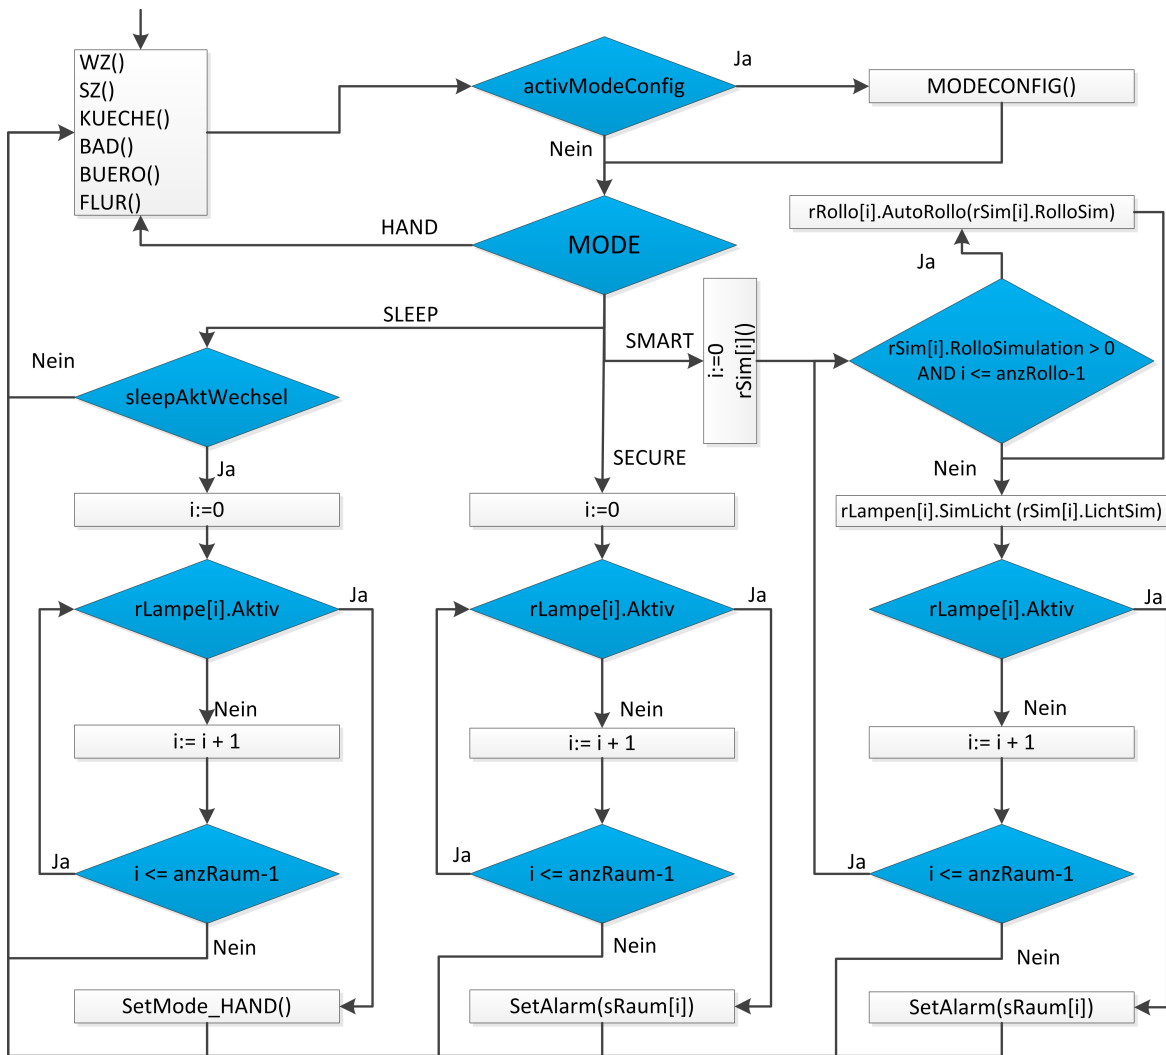 WZ()
SZ()
KUECHE()
BAD()
BUERO()
FLUR()
activModeConfig
Ja
MODECONFIG()
Nein
MODE
HAND
rRollo[i].AutoRollo(rSim[i].RolloSim)
Ja
SLEEP
SMART
i:=0
rSim[i]()
rSim[i].RolloSimulation > 0
AND i <= anzRollo-1
Nein
sleepAktWechsel
Ja
SECURE
Nein
i:=0
i:=0
rLampen[i].SimLicht (rSim[i].LichtSim)
rLampe[i].Aktiv
Ja
rLampe[i].Aktiv
Ja
rLampe[i].Aktiv
Ja
Nein
Nein
Nein
i:= i + 1
i:= i + 1
i:= i + 1
Ja
i <= anzRaum-1
Ja
i <= anzRaum-1
Ja
i <= anzRaum-1
Nein
Nein
Nein
SetMode_HAND()
SetAlarm(sRaum[i])
SetAlarm(sRaum[i])